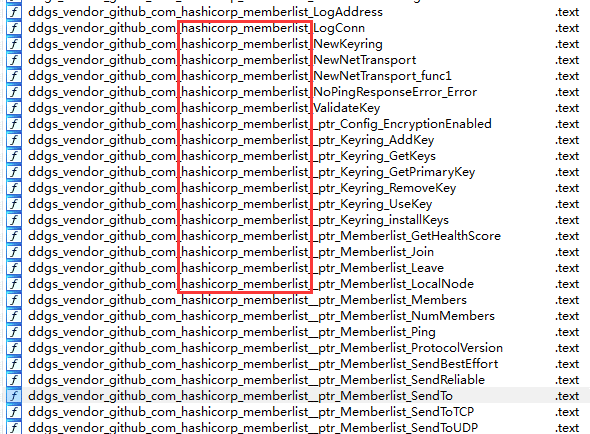 f ddgs_vendor_github_com_hashicorp_memberlist_LogAddress .text
f ddgs_vendor_github_com_hashicorp_memberlist_LogConn .text
f ddgs_vendor_github_com_hashicorp_memberlist_NewKeyring .text
f ddgs_vendor_github_com_hashicorp_memberlist_NewNetTransport .text
f ddgs_vendor_github_com_hashicorp_memberlist_NewNetTransport_func1 .text
f ddgs_vendor_github_com_hashicorp_memberlist_NoPingResponseError_Error .text
f ddgs_vendor_github_com_hashicorp_memberlist_ValidateKey .text
f ddgs_vendor_github_com_hashicorp_memberlist__ptr_Config_EncryptionEnabled .text
f ddgs_vendor_github_com_hashicorp_memberlist__ptr_Keyring_AddKey .text
f ddgs_vendor_github_com_hashicorp_memberlist__ptr_Keyring_GetKeys .text
f ddgs_vendor_github_com_hashicorp_memberlist__ptr_Keyring_GetPrimaryKey .text
f ddgs_vendor_github_com_hashicorp_memberlist__ptr_Keyring_RemoveKey .text
f ddgs_vendor_github_com_hashicorp_memberlist__ptr_Keyring_UseKey .text
f ddgs_vendor_github_com_hashicorp_memberlist__ptr_Keyring_installKeys .text
f ddgs_vendor_github_com_hashicorp_memberlist__ptr_Memberlist_GetHealthScore .text
f ddgs_vendor_github_com_hashicorp_memberlist__ptr_Memberlist_Join .text
f ddgs_vendor_github_com_hashicorp_memberlist__ptr_Memberlist_Leave .text
f ddgs_vendor_github_com_hashicorp_memberlist__ptr_Memberlist_LocalNode .text
f ddgs_vendor_github_com_hashicorp_memberlist__ptr_Memberlist_Members .text
f ddgs_vendor_github_com_hashicorp_memberlist__ptr_Memberlist_NumMembers .text
f ddgs_vendor_github_com_hashicorp_memberlist__ptr_Memberlist_Ping .text
f ddgs_vendor_github_com_hashicorp_memberlist__ptr_Memberlist_ProtocolVersion .text
f ddgs_vendor_github_com_hashicorp_memberlist__ptr_Memberlist_SendBestEffort .text
f ddgs_vendor_github_com_hashicorp_memberlist__ptr_Memberlist_SendReliable .text
f ddgs_vendor_github_com_hashicorp_memberlist__ptr_Memberlist_SendTo .text
f ddgs_vendor_github_com_hashicorp_memberlist__ptr_Memberlist_SendToTCP .text
f ddgs_vendor_github_com_hashicorp_memberlist__ptr_Memberlist_SendToUDP .text